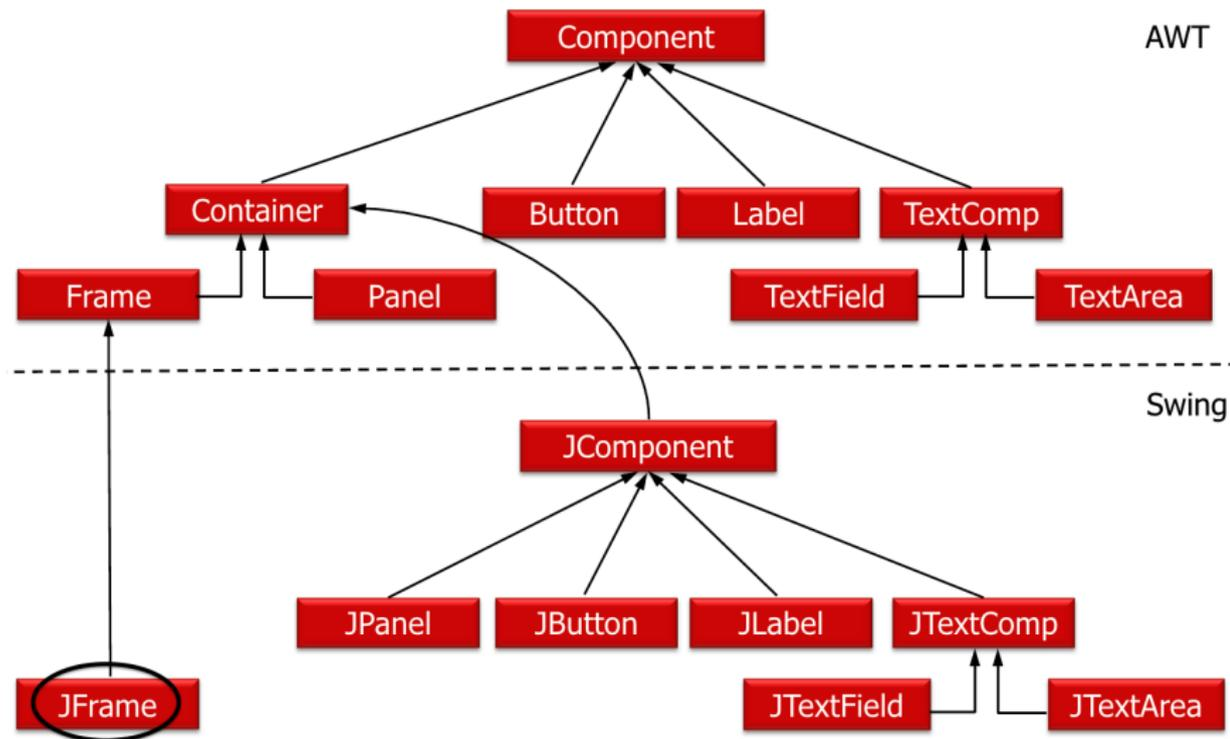 Component
AWT
Container
Button
Label
TextComp
Frame
Panel
TextField
TextArea
Swing
JComponent
JPanel
JButton
JLabel
JTextComp
JFrame
JTextField
JTextArea